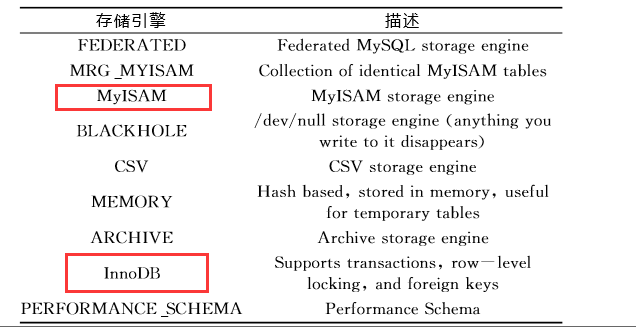 存储引擎 描述
FEDERATED Federated MySQL storage engine
MRG_MYISAM Collection of identical MyISAM tables
MyISAM MyISAM storage engine
BLACKHOLE /dev/null storage engine (anything you
write to it disappears)
CSV CSV storage engine
MEMORY Hash based, stored in memory, useful
for temporary tables
ARCHIVE Archive storage engine
InnoDB Supports transactions, row-level
locking, and foreign keys
PERFORMANCE_SCHEMA Performance Schema